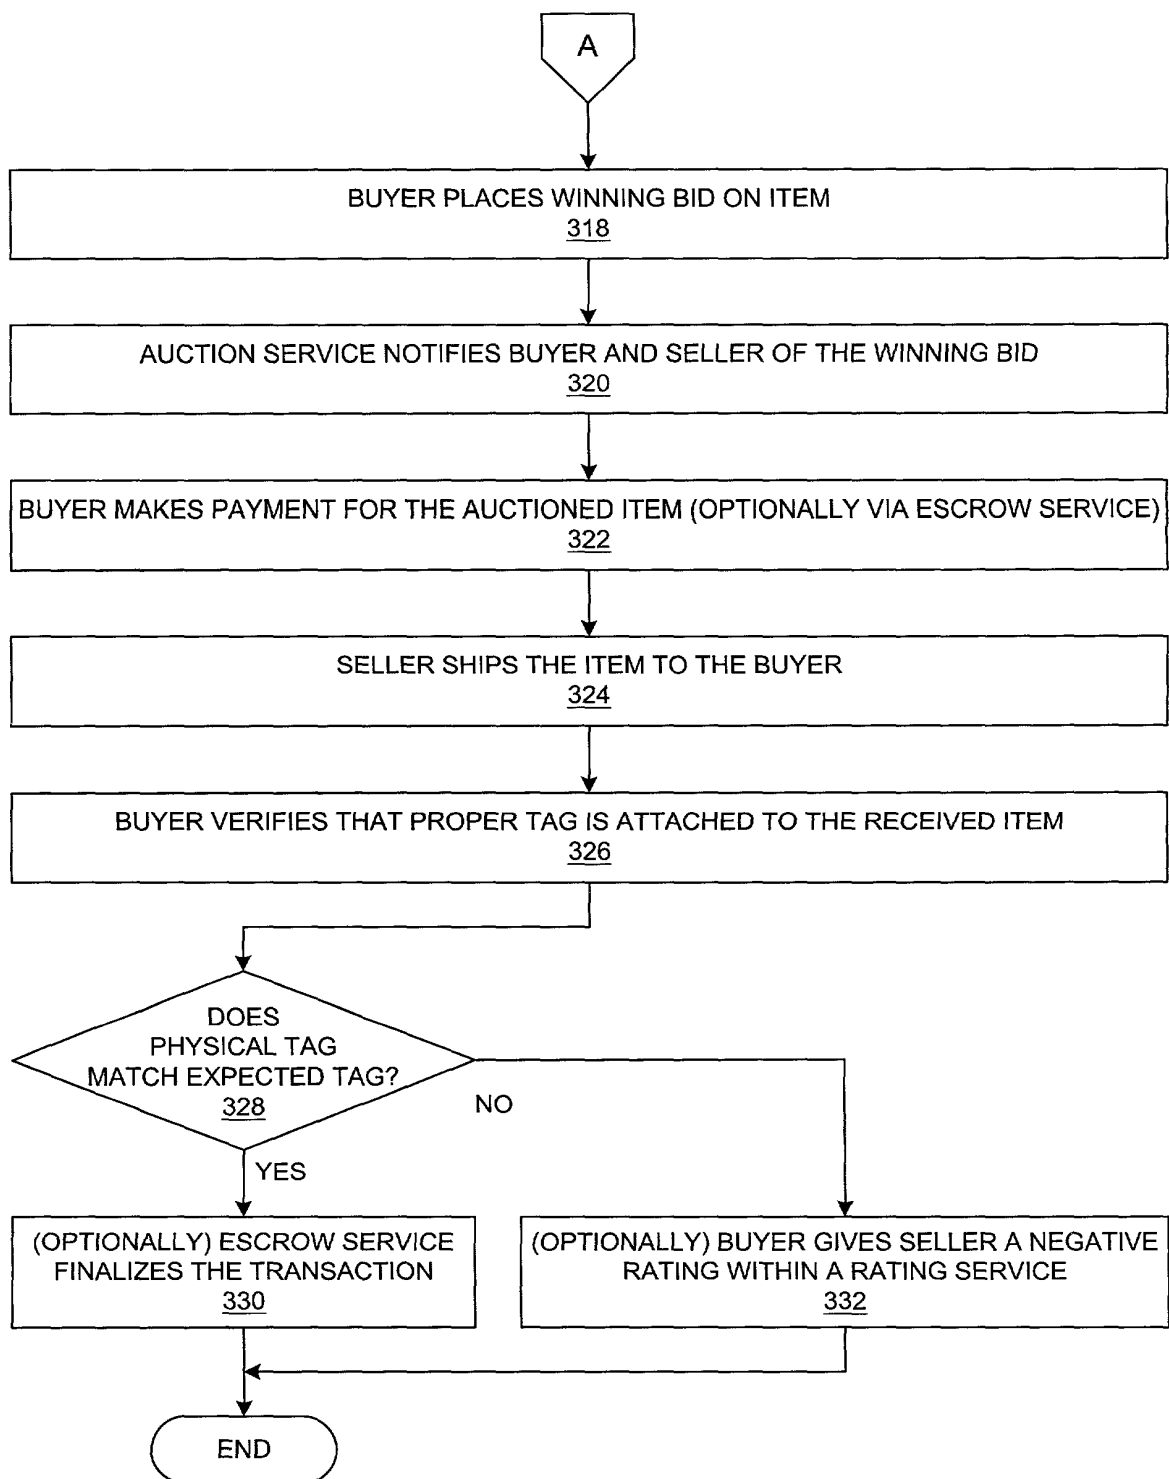 A
BUYER PLACES WINNING BID ON ITEM
318
AUCTION SERVICE NOTIFIES BUYER AND SELLER OF THE WINNING BID
320
BUYER MAKES PAYMENT FOR THE AUCTIONED ITEM (OPTIONALLY VIA ESCROW SERVICE)
322
SELLER SHIPS THE ITEM TO THE BUYER
324
BUYER VERIFIES THAT PROPER TAG IS ATTACHED TO THE RECEIVED ITEM
326
DOES
PHYSICAL TAG
MATCH EXPECTED TAG?
328
NO
YES
(OPTIONALLY) ESCROW SERVICE
FINALIZES THE TRANSACTION
330
(OPTIONALLY) BUYER GIVES SELLER A NEGATIVE
RATING WITHIN A RATING SERVICE
332
END